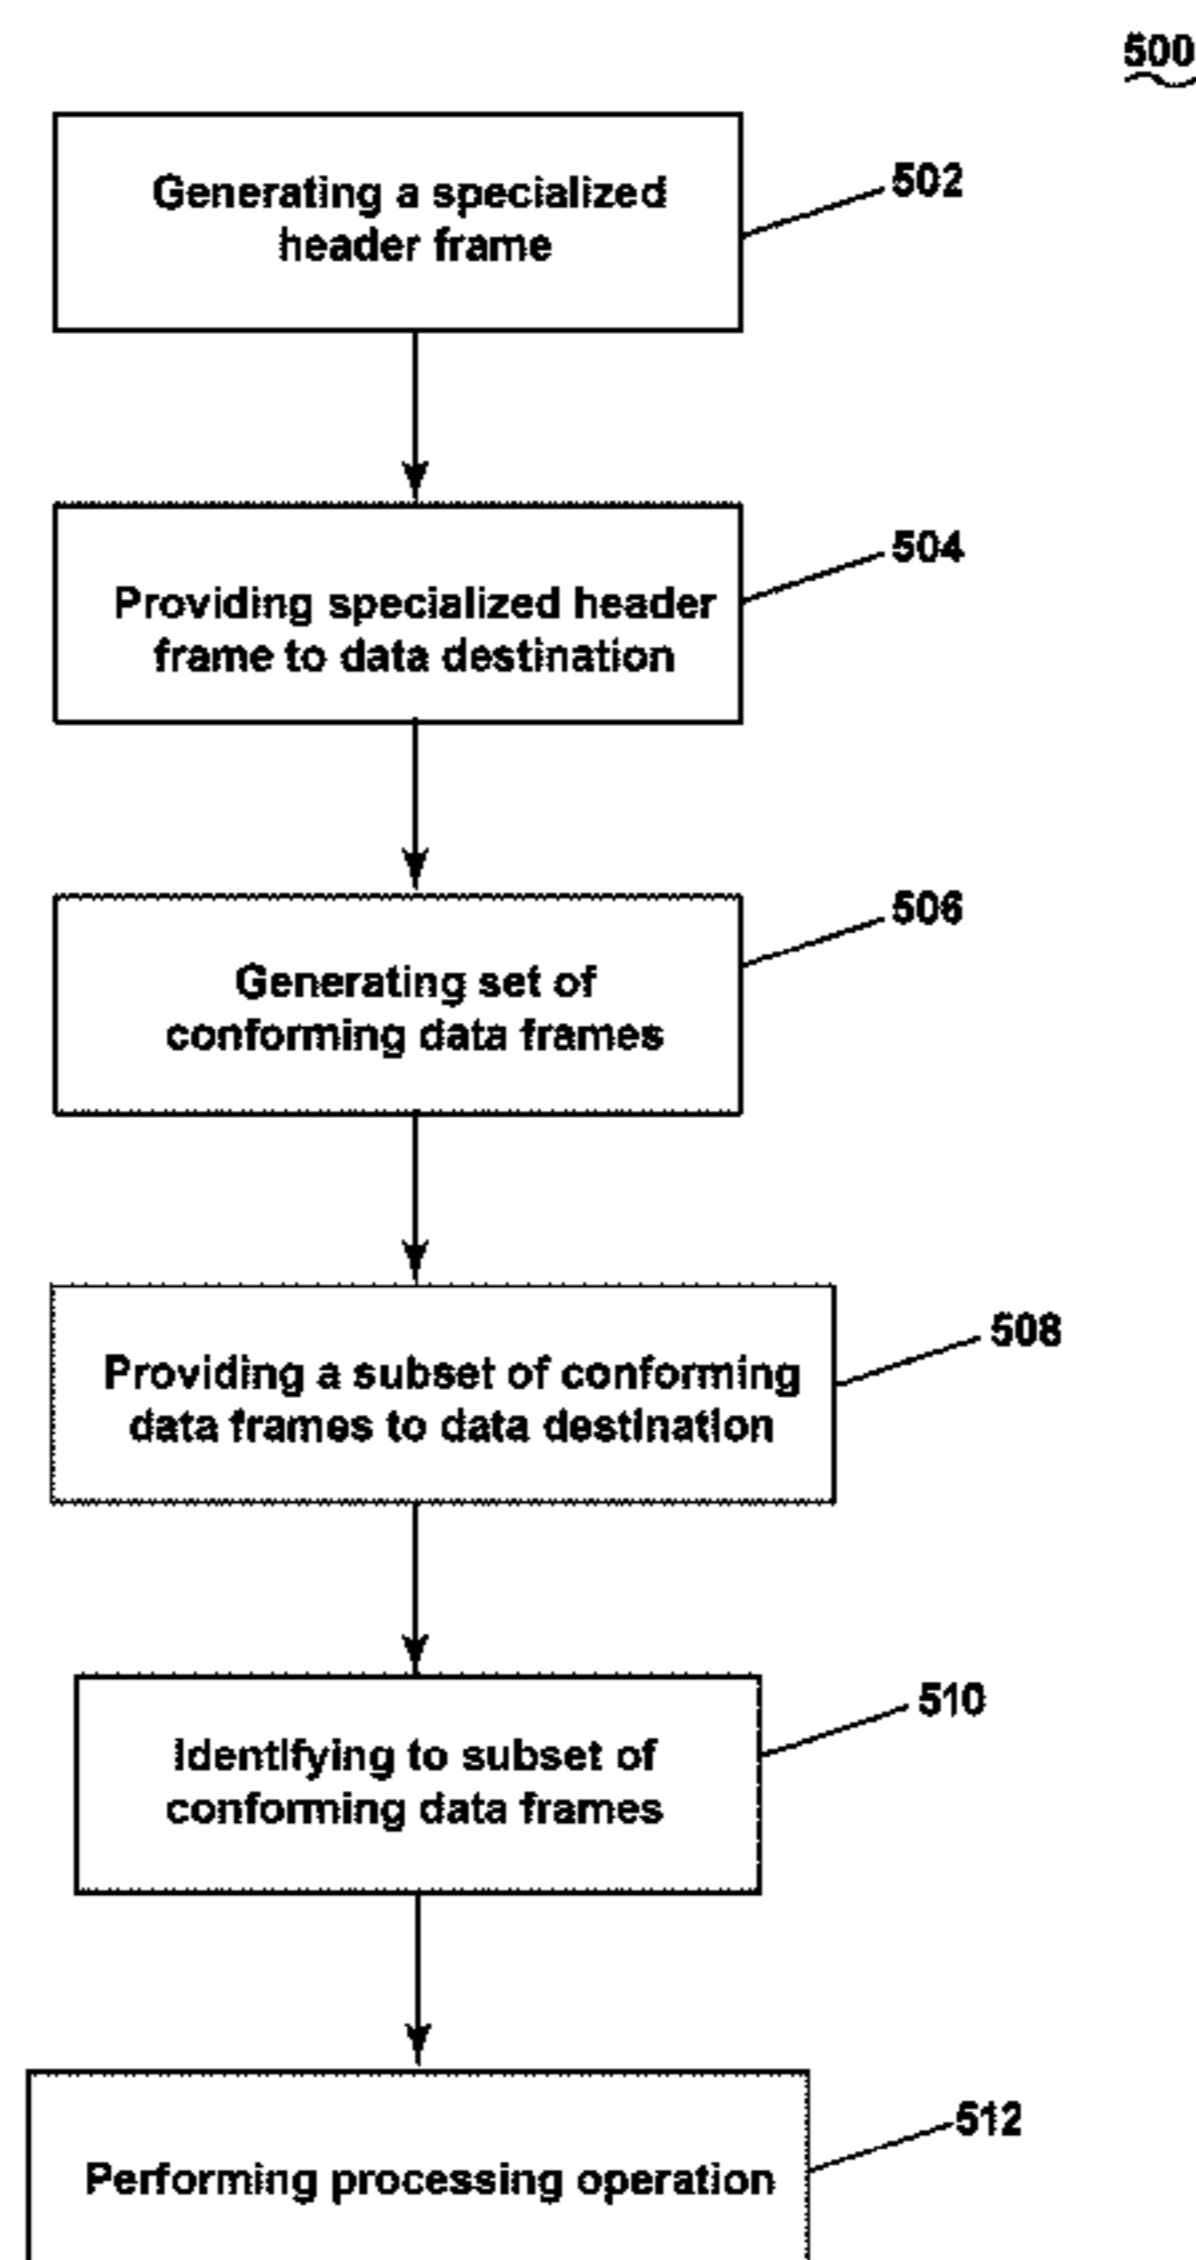 500
Generating a specialized
header frame
502
Providing specialized header
frame to data destination
504
Generating set of
conforming data frames
506
Providing a subset of conforming
data frames to data destination
508
Identifying to subset of
conforming data frames
510
Performing processing operation
512